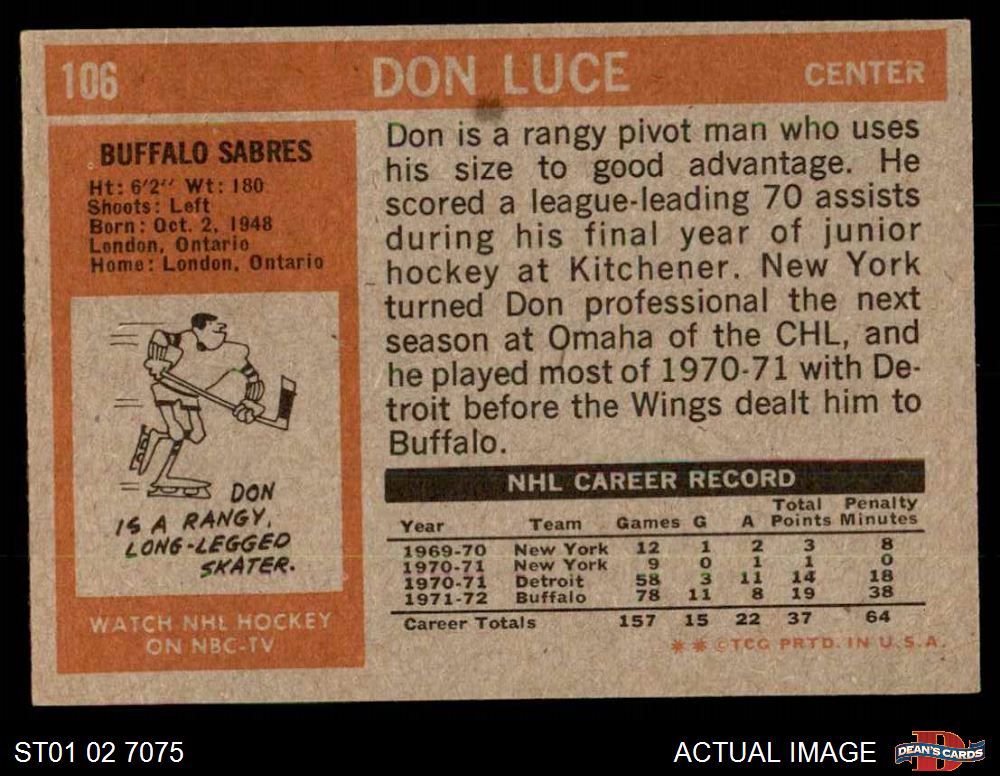 106 DON LUCE CENTER
BUFFALO SABRES
Ht: 6'2'' Wt: 180
Shoots: Left
Born: Oct. 2, 1948
London, Ontario
Home: London, Ontario
DON
IS A RANGY,
LONG-LEGGED
SKATER.
WATCH NHL HOCKEY
ON NBC-TV
Don is a rangy pivot man who uses
his size to good advantage. He
scored a league-leading 70 assists
during his final year of junior
hockey at Kitchener. New York
turned Don professional the next
season at Omaha of the CHL, and
he played most of 1970-71 with De-
troit before the Wings dealt him to
Buffalo.
NHL CAREER RECORD
Total Penalty
Year Team Games G A Points Minutes
1969-70 New York 12 1 2 3 8
1970-71 New York 9 0 1 1 0
1970-71 Detroit 58 3 11 14 18
1971-72 Buffalo 78 11 8 19 38
Career Totals 157 15 22 37 64
** ©TCG PRTD. IN U.S.A.
ST01 02 7075
ACTUAL IMAGE
DEAN'S CARDS